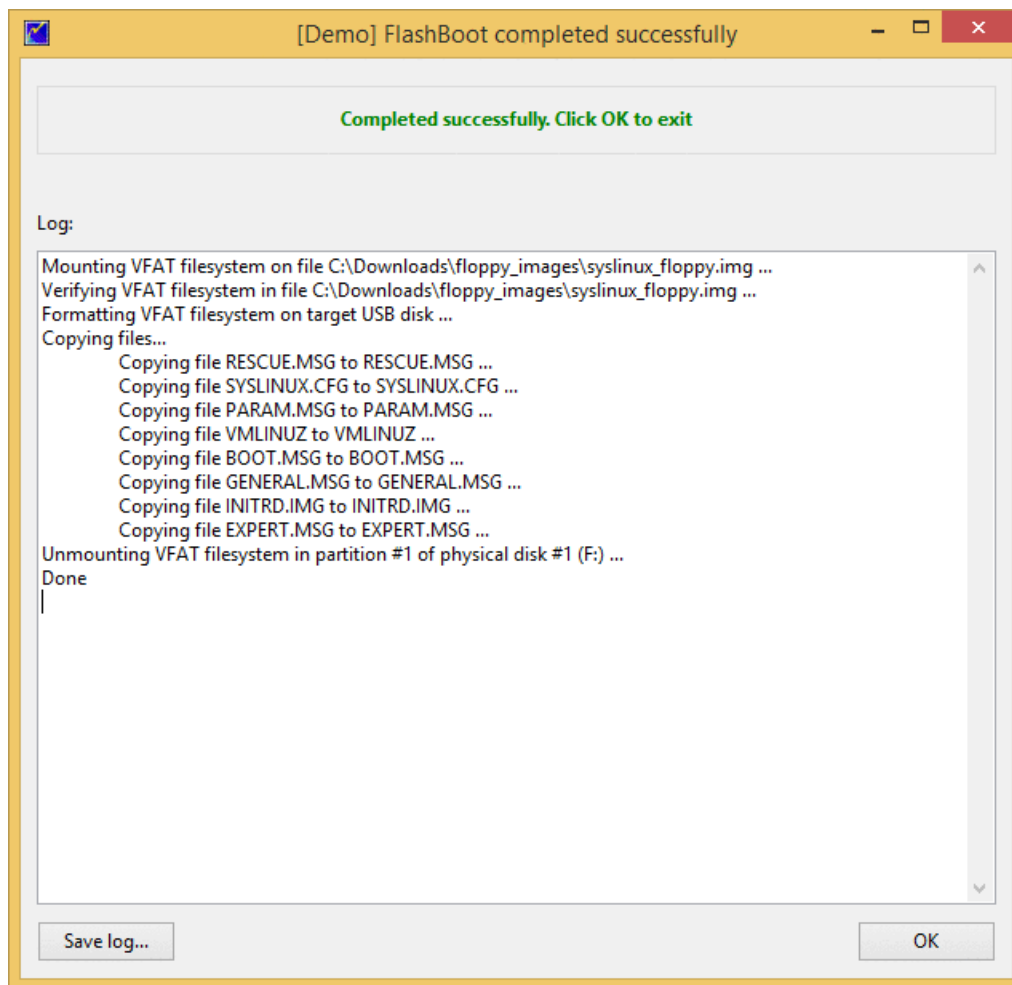 [Demo] FlashBoot completed successfully
Completed successfully. Click OK to exit
Log:
Mounting VFAT filesystem on file C:\Downloads\floppy_images\syslinux_floppy.img ...
Verifying VFAT filesystem in file C:\Downloads\floppy_images\syslinux_floppy.img ...
Formatting VFAT filesystem on target USB disk ...
Copying files...
Copying file RESCUE.MSG to RESCUE.MSG ...
Copying file SYSLINUX.CFG to SYSLINUX.CFG ...
Copying file PARAM.MSG to PARAM.MSG ...
Copying file VMLINUZ to VMLINUZ ...
Copying file BOOT.MSG to BOOT.MSG ...
Copying file GENERAL.MSG to GENERAL.MSG ...
Copying file INITRD.IMG to INITRD.IMG ...
Copying file EXPERT.MSG to EXPERT.MSG ...
Unmounting VFAT filesystem in partition #1 of physical disk #1 (F:) ...
Done
Save log...
OK